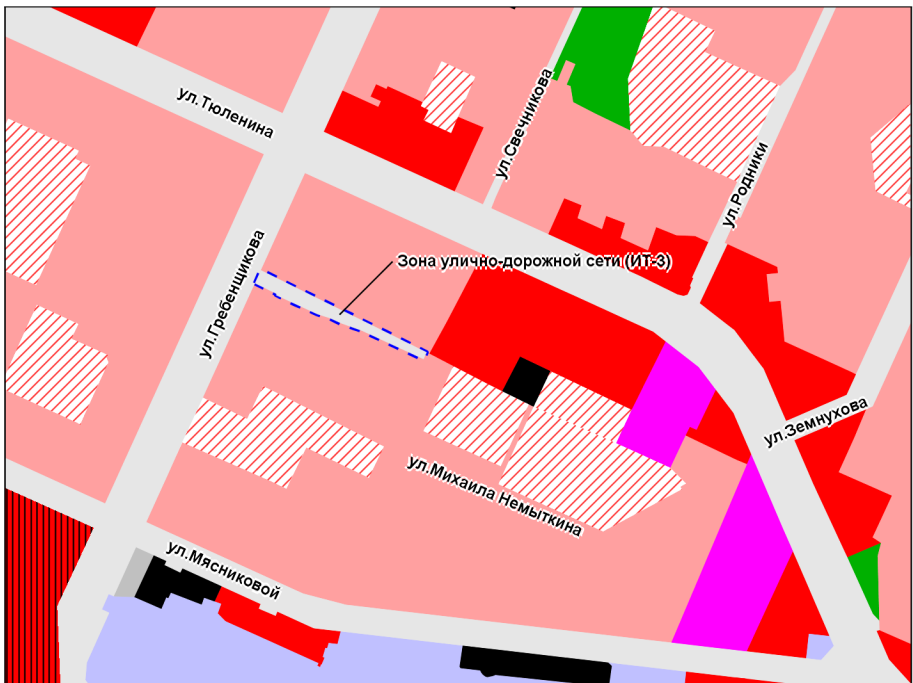 ул.Тюленина
ул.Свечникова
ул.Родники
ул.Гребенщикова
Зона улично-дорожной сети (ИТ-3)
ул.Земнухова
ул.Михаила Немыткина
ул.Мясниковой